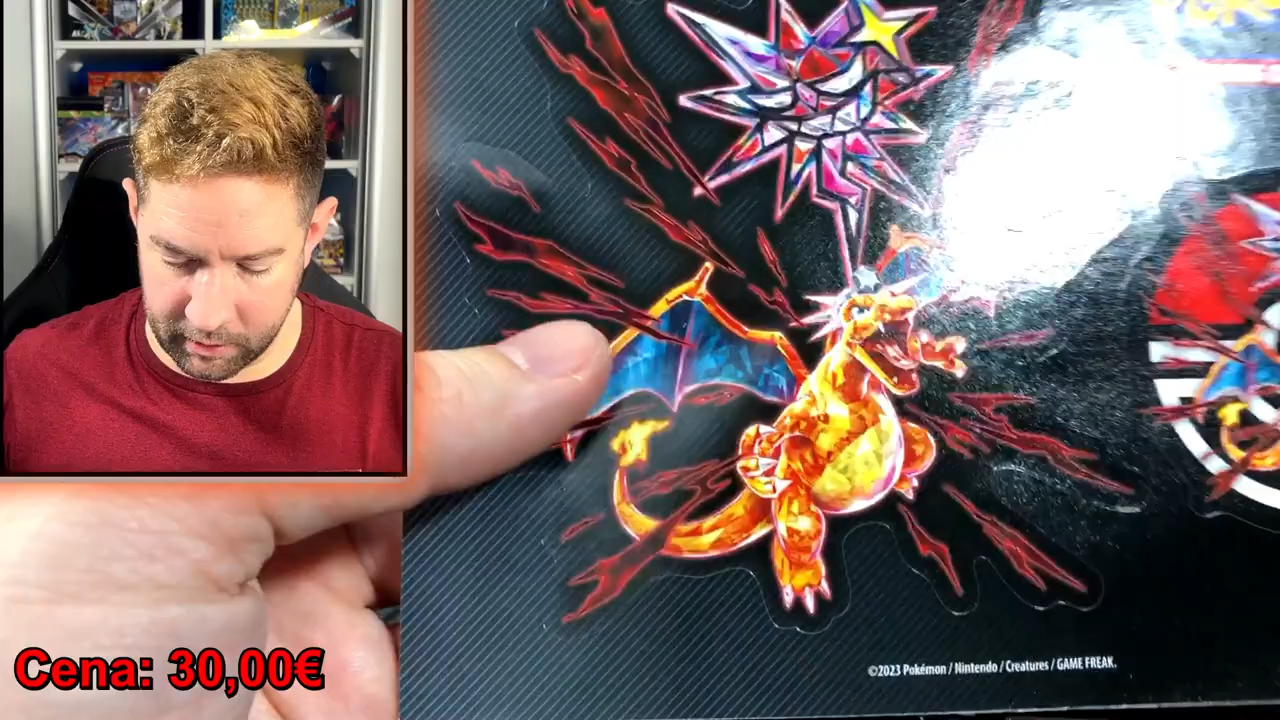 Cena: 30,00€
©2023 Pokémon / Nintendo / Creatures / GAME FREAK.